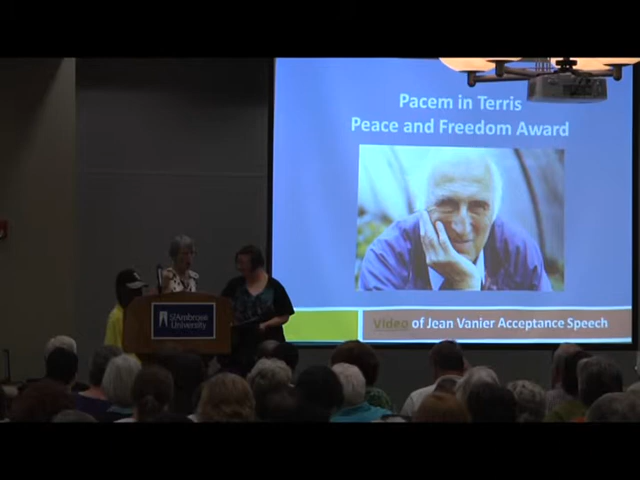 Pacem in Terris
Peace and Freedom Award
Video of Jean Vanier Acceptance Speech
St.Ambrose
University